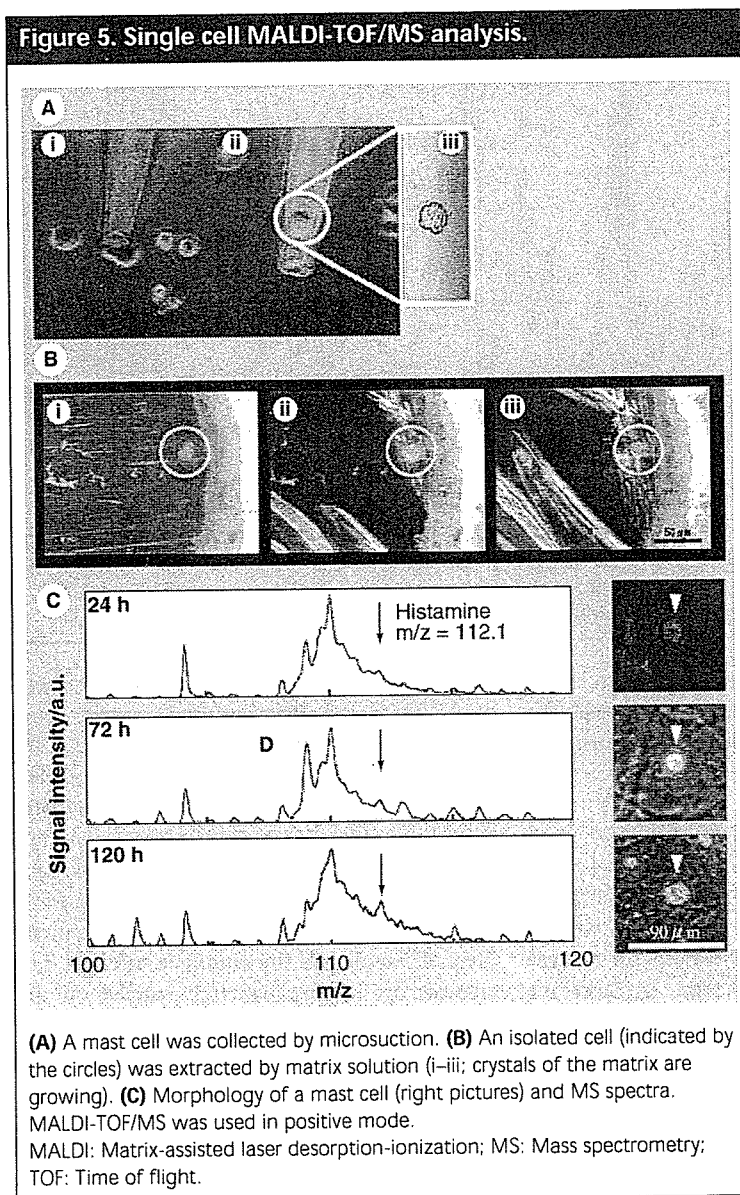 Figure 5. Single cell MALDI-TOF/MS analysis.
A
i
ii
iii
B
i
ii
iii
C
24 h
Histamine
m/z = 112.1
72 h
D
120 h
Signal intensity/a.u.
90 μm
100
110
120
m/z
(A) A mast cell was collected by microsuction. (B) An isolated cell (indicated by
the circles) was extracted by matrix solution (i–iii; crystals of the matrix are
growing). (C) Morphology of a mast cell (right pictures) and MS spectra.
MALDI-TOF/MS was used in positive mode.
MALDI: Matrix-assisted laser desorption-ionization; MS: Mass spectrometry;
TOF: Time of flight.